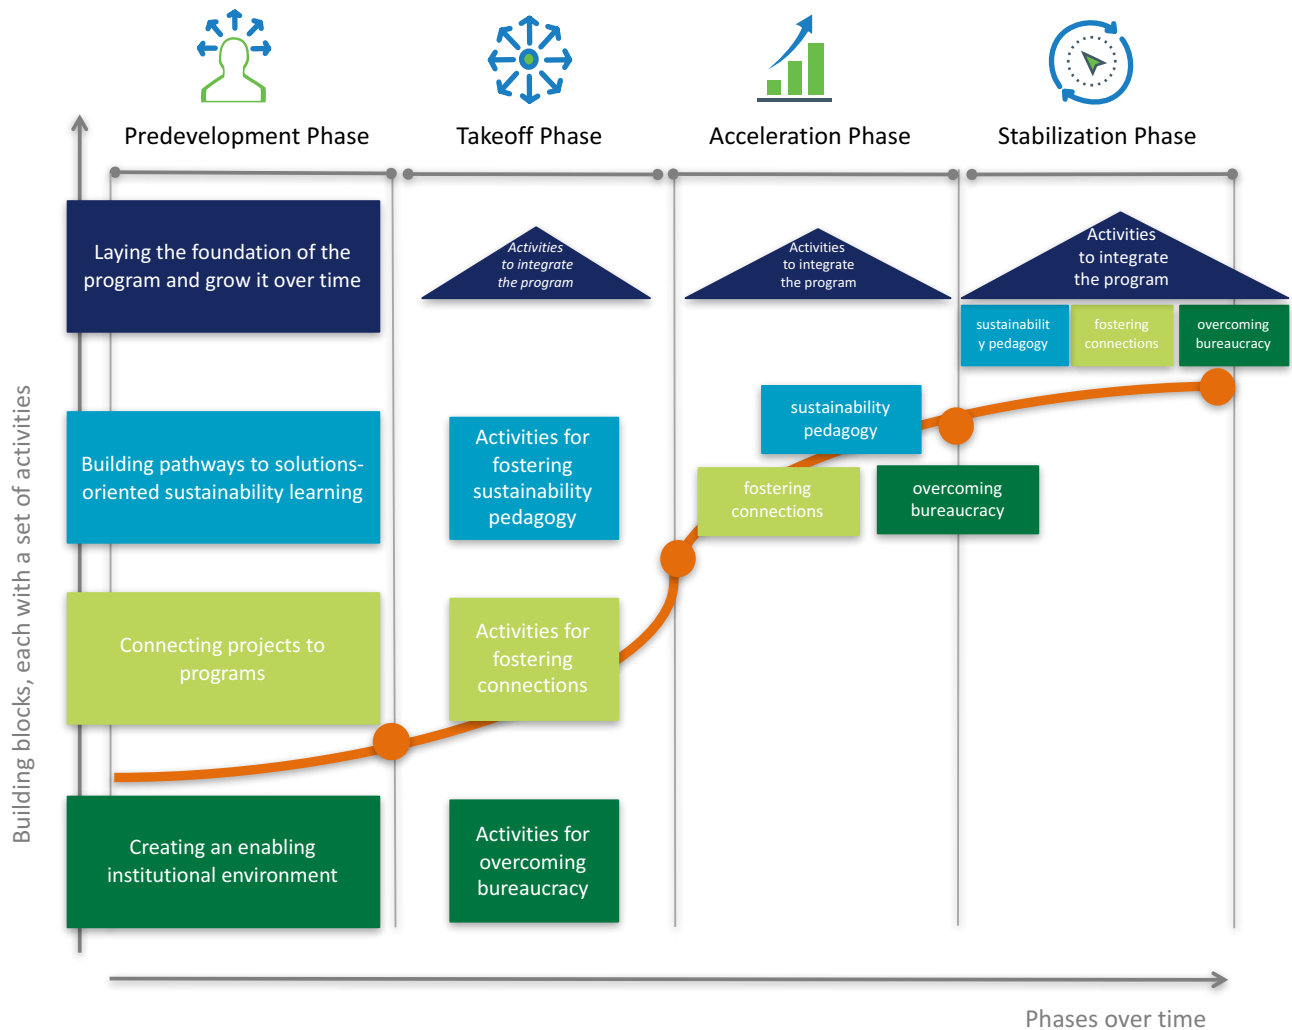 Predevelopment Phase
Takeoff Phase
Acceleration Phase
Stabilization Phase
Laying the foundation of the
program and grow it over time
Activities
to integrate
the program
Activities
to integrate
the program
Activities
to integrate
the program
sustainabilit
y pedagogy
fostering
connections
overcoming
bureaucracy
Building pathways to solutions-
oriented sustainability learning
Activities for
fostering
sustainability
pedagogy
sustainability
pedagogy
fostering
connections
overcoming
bureaucracy
Connecting projects to
programs
Activities for
fostering
connections
Creating an enabling
institutional environment
Activities for
overcoming
bureaucracy
Building blocks, each with a set of activities
Phases over time